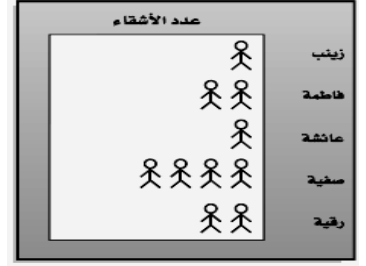 عدد الأشقاء
زينب
فاطمة
عائشة
صفية
رقية